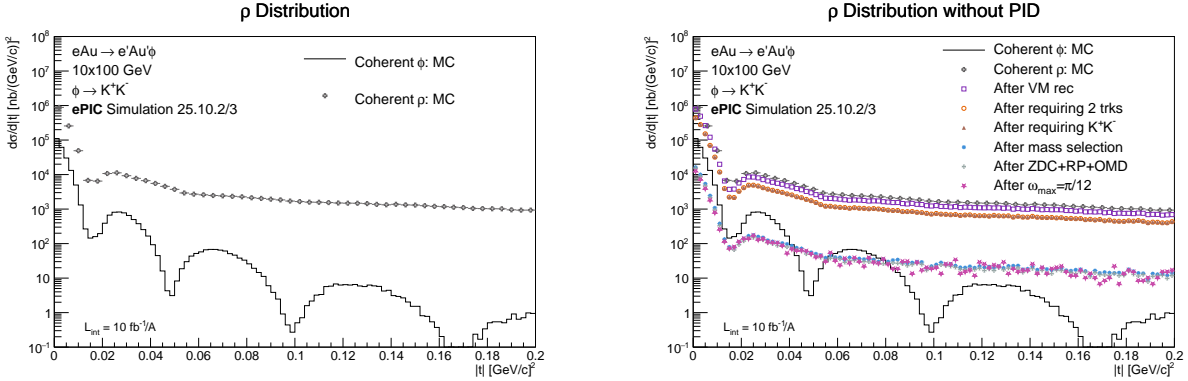 ρ Distribution
dσ/d|t| [nb/(GeV/c)]²
10⁸
10⁷
10⁶
10⁵
10⁴
10³
10²
10
1
10⁻¹
eAu → e'Au'ϕ
10x100 GeV
ϕ → K⁺K⁻
ePIC Simulation 25.10.2/3
Coherent ϕ: MC
Coherent ρ: MC
L_int = 10 fb⁻¹/A
0 0.02 0.04 0.06 0.08 0.1 0.12 0.14 0.16 0.18 0.2
|t| [GeV/c]²
ρ Distribution without PID
dσ/d|t| [nb/(GeV/c)]²
10⁸
10⁷
10⁶
10⁵
10⁴
10³
10²
10
1
10⁻¹
eAu → e'Au'ϕ
10x100 GeV
ϕ → K⁺K⁻
ePIC Simulation 25.10.2/3
Coherent ϕ: MC
Coherent ρ: MC
After VM rec
After requiring 2 trks
After requiring K⁺K⁻
After mass selection
After ZDC+RP+OMD
After ω_max=π/12
L_int = 10 fb⁻¹/A
0 0.02 0.04 0.06 0.08 0.1 0.12 0.14 0.16 0.18 0.2
|t| [GeV/c]²